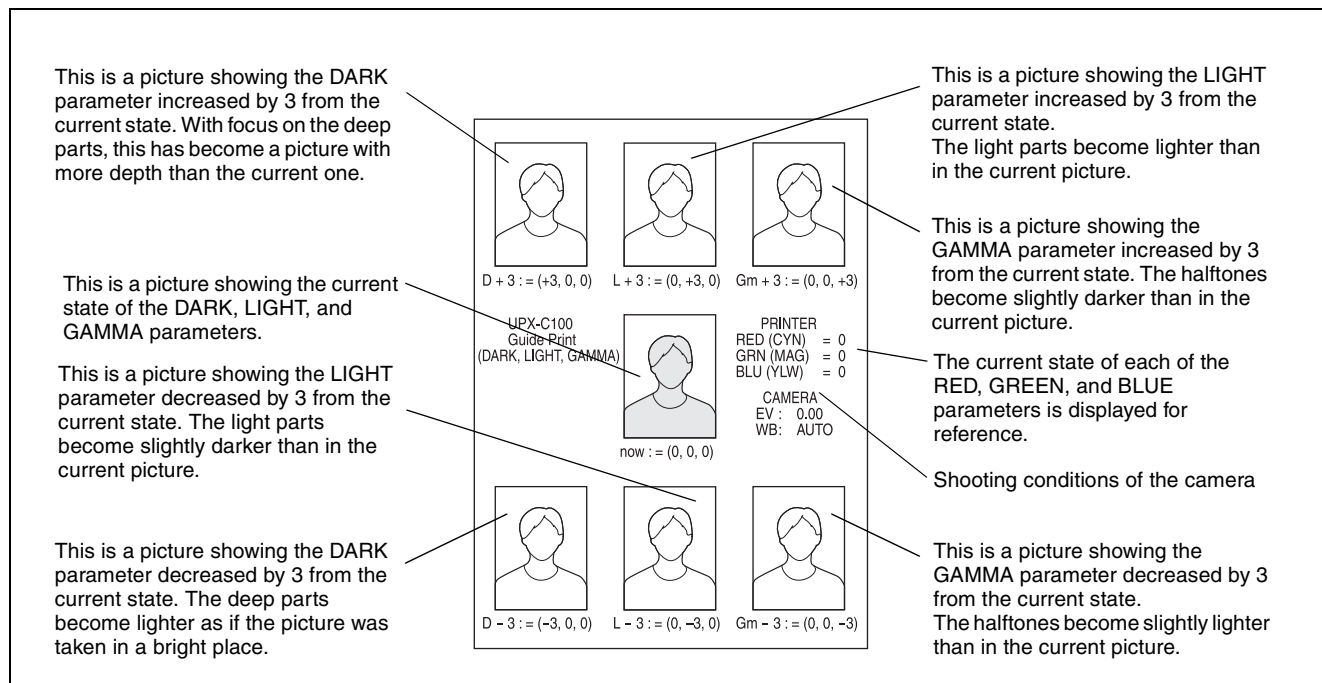 This is a picture showing the DARK
parameter increased by 3 from the
current state. With focus on the deep
parts, this has become a picture with
more depth than the current one.
This is a picture showing the current
state of the DARK, LIGHT, and
GAMMA parameters.
This is a picture showing the LIGHT
parameter decreased by 3 from the
current state. The light parts
become slightly darker than in the
current picture.
This is a picture showing the DARK
parameter decreased by 3 from the
current state. The deep parts
become lighter as if the picture was
taken in a bright place.
D + 3 : = (+3, 0, 0)
L + 3 : = (0, +3, 0)
Gm + 3 : = (0, 0, +3)
UPX-C100
Guide Print
(DARK, LIGHT, GAMMA)
now : = (0, 0, 0)
PRINTER
RED (CYN) = 0
GRN (MAG) = 0
BLU (YLW) = 0
CAMERA
EV : 0.00
WB: AUTO
D − 3 : = (−3, 0, 0)
L − 3 : = (0, −3, 0)
Gm − 3 : = (0, 0, −3)
This is a picture showing the LIGHT
parameter increased by 3 from the
current state.
The light parts become lighter than
in the current picture.
This is a picture showing the
GAMMA parameter increased by 3
from the current state. The halftones
become slightly darker than in the
current picture.
The current state of each of the
RED, GREEN, and BLUE
parameters is displayed for
reference.
Shooting conditions of the camera
This is a picture showing the
GAMMA parameter decreased by 3
from the current state.
The halftones become slightly lighter
than in the current picture.